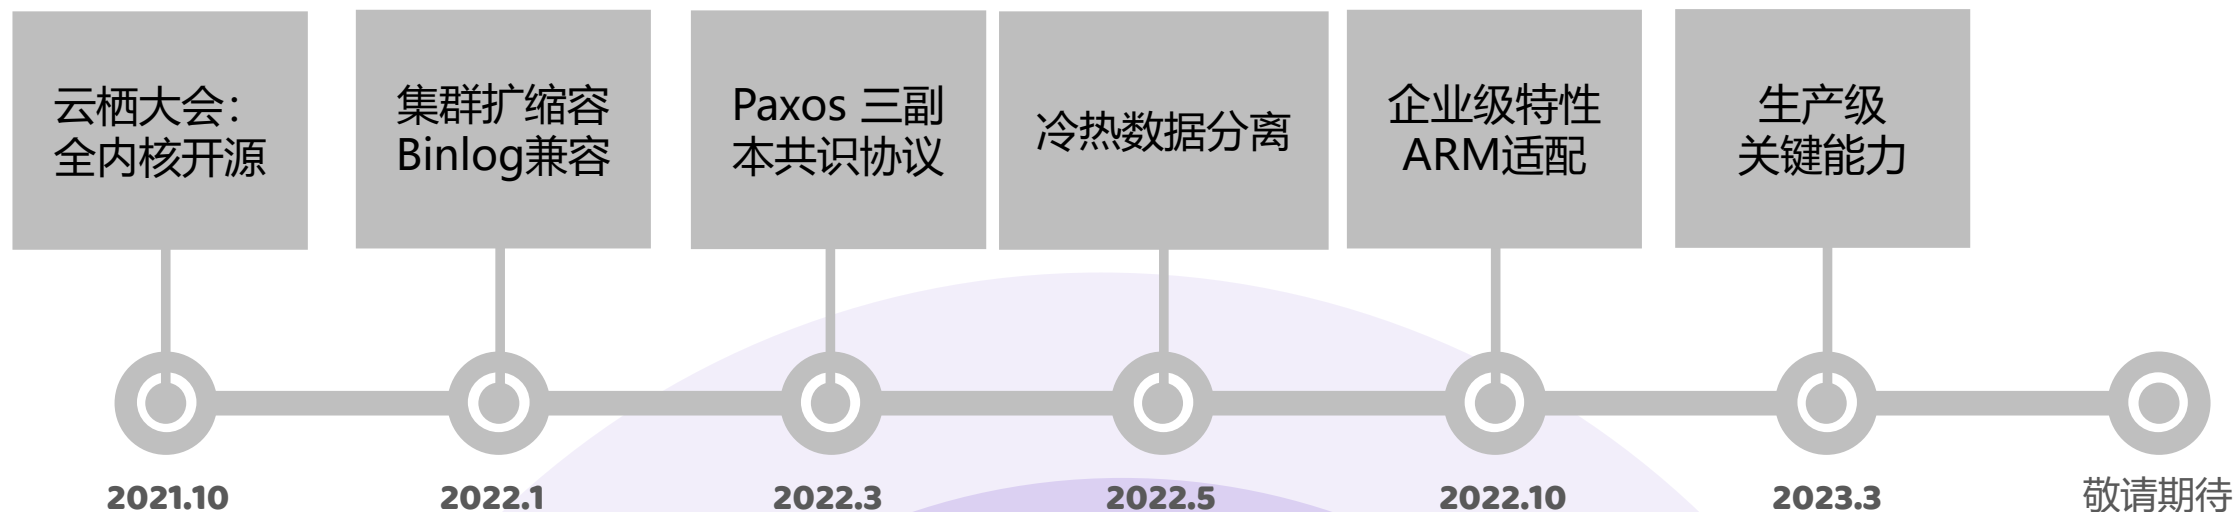 云栖大会：
全内核开源
集群扩缩容
Binlog兼容
Paxos 三副
本共识协议
冷热数据分离
企业级特性
ARM适配
生产级
关键能力
2021.10
2022.1
2022.3
2022.5
2022.10
2023.3
敬请期待